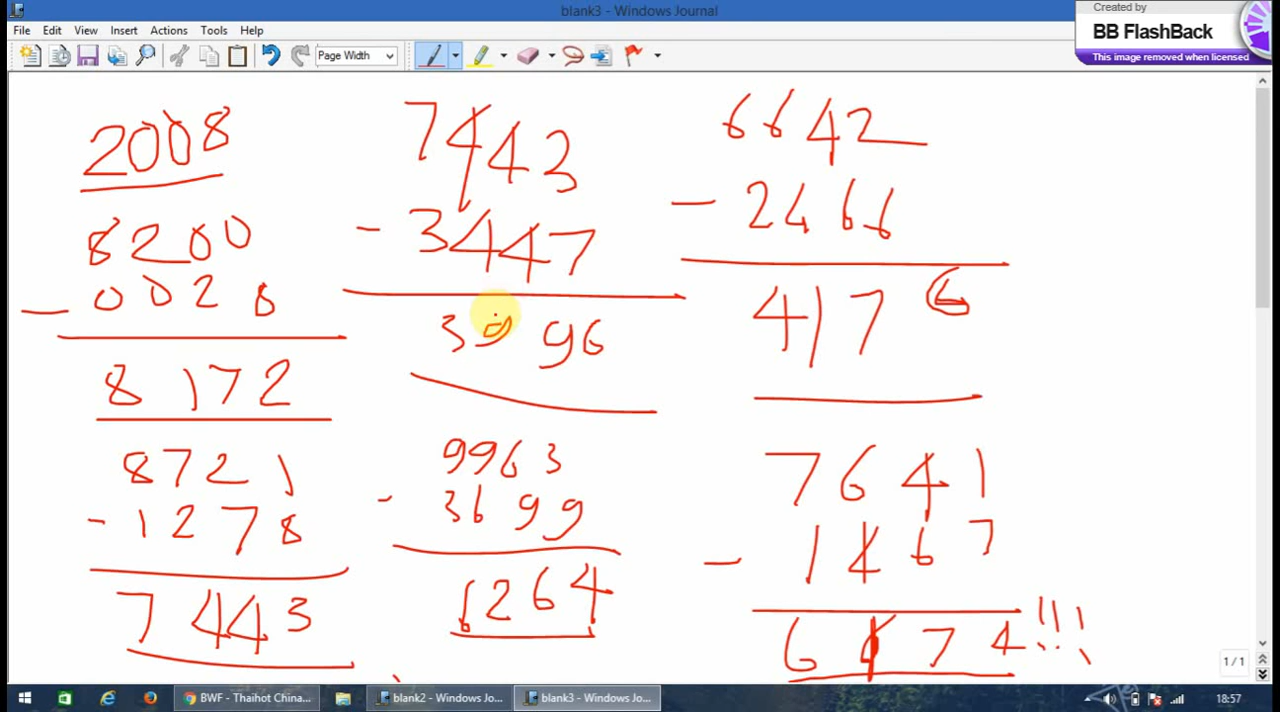 blank3 - Windows Journal
Created by
BB FlashBack
This image removed when licensed
File Edit View Insert Actions Tools Help
Page Width
2008
8200
- 0028
8172
8721
- 1278
7443
7443
- 3447
3996
9963
- 3699
6264
6642
- 2466
4176
7641
- 1467
6174 !!!
1/1
BWF - Thaihot China...
blank2 - Windows Jo...
blank3 - Windows Jo...
18:57